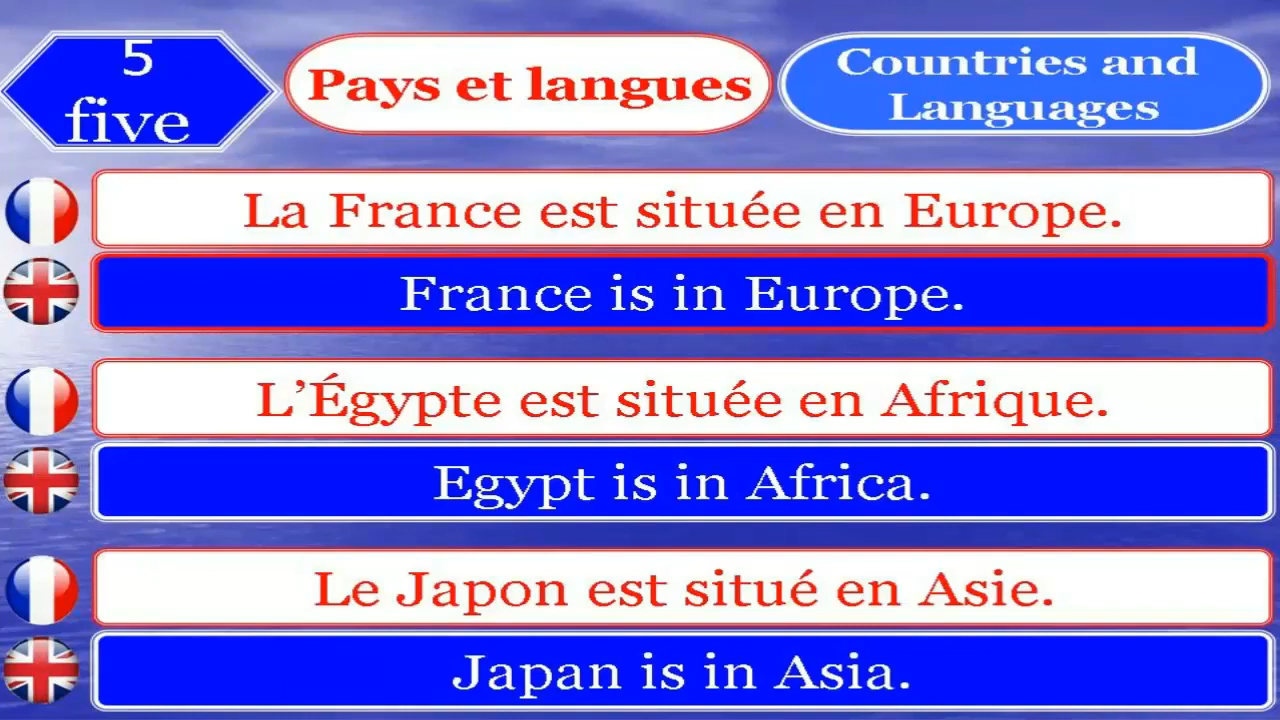 5
five
Pays et langues
Countries and
Languages
La France est située en Europe.
France is in Europe.
L’Égypte est située en Afrique.
Egypt is in Africa.
Le Japon est situé en Asie.
Japan is in Asia.